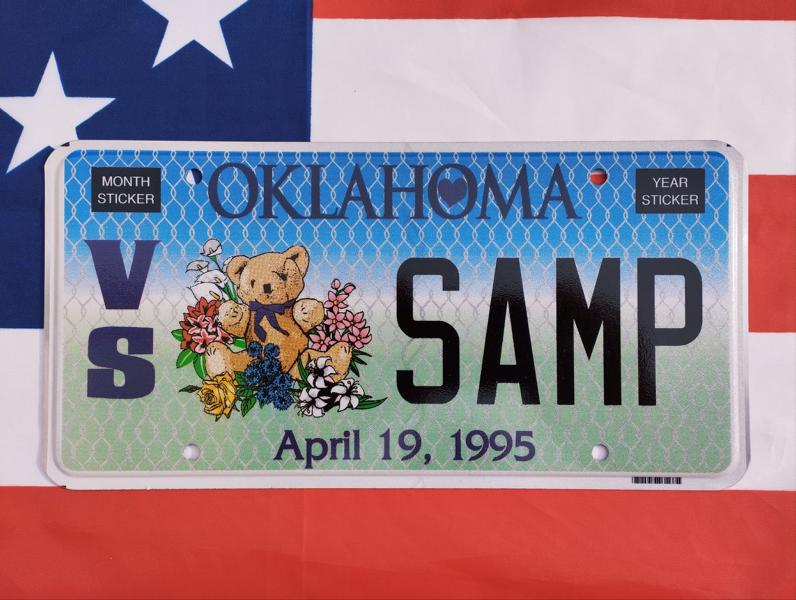 MONTH
STICKER
OKLAHOMA
YEAR
STICKER
VS
SAMP
April 19, 1995